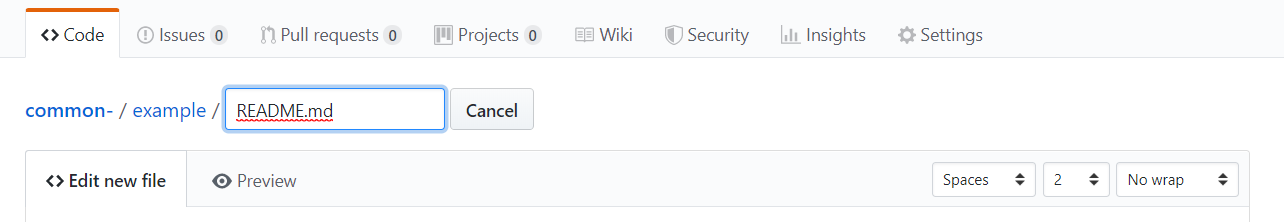 Code Issues 0 Pull requests 0 Projects 0 Wiki Security Insights Settings
common- / example / README.md Cancel
Edit new file Preview Spaces 2 No wrap